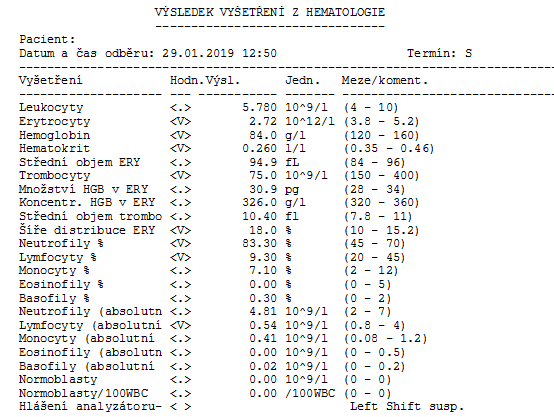 VÝSLEDEK VYŠETŘENÍ Z HEMATOLOGIE
--------------------------------
Pacient:
Datum a čas odběru: 29.01.2019 12:50 Termín: S
Vyšetření Hodn.Výsl. Jedn. Meze/koment.
Leukocyty <.> 5.780 10^9/l (4 - 10)
Erytrocyty <V> 2.72 10^12/l (3.8 - 5.2)
Hemoglobin <V> 84.0 g/l (120 - 160)
Hematokrit <V> 0.260 l/l (0.35 - 0.46)
Střední objem ERY <.> 94.9 fL (84 - 96)
Trombocyty <V> 75.0 10^9/l (150 - 400)
Množství HGB v ERY <.> 30.9 pg (28 - 34)
Koncentr. HGB v ERY <.> 326.0 g/l (320 - 360)
Střední objem trombo <.> 10.40 fl (7.8 - 11)
Šíře distribuce ERY <V> 18.0 % (10 - 15.2)
Neutrofily % <V> 83.30 % (45 - 70)
Lymfocyty % <V> 9.30 % (20 - 45)
Monocyty % <.> 7.10 % (2 - 12)
Eosinofily % <.> 0.00 % (0 - 5)
Basofily % <.> 0.30 % (0 - 2)
Neutrofily (absolutn <.> 4.81 10^9/l (2 - 7)
Lymfocyty (absolutní <V> 0.54 10^9/l (0.8 - 4)
Monocyty (absolutní <.> 0.41 10^9/l (0.08 - 1.2)
Eosinofily (absolutn <.> 0.00 10^9/l (0 - 0.5)
Basofily (absolutní <.> 0.02 10^9/l (0 - 0.2)
Normoblasty <.> 0.00 10^9/l (0 - 0)
Normoblasty/100WBC <.> 0.00 /100WBC (0 - 0)
Hlášení analyzátoru- < > Left Shift susp.